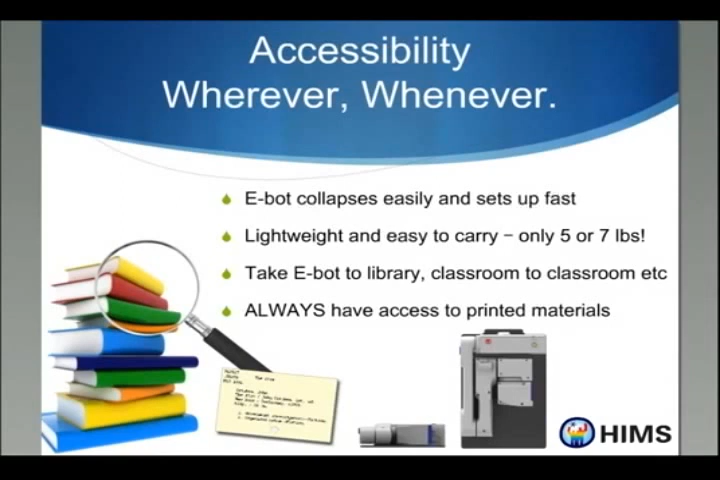 Accessibility
Wherever, Whenever.
E-bot collapses easily and sets up fast
Lightweight and easy to carry – only 5 or 7 lbs!
Take E-bot to library, classroom to classroom etc
ALWAYS have access to printed materials
HIMS